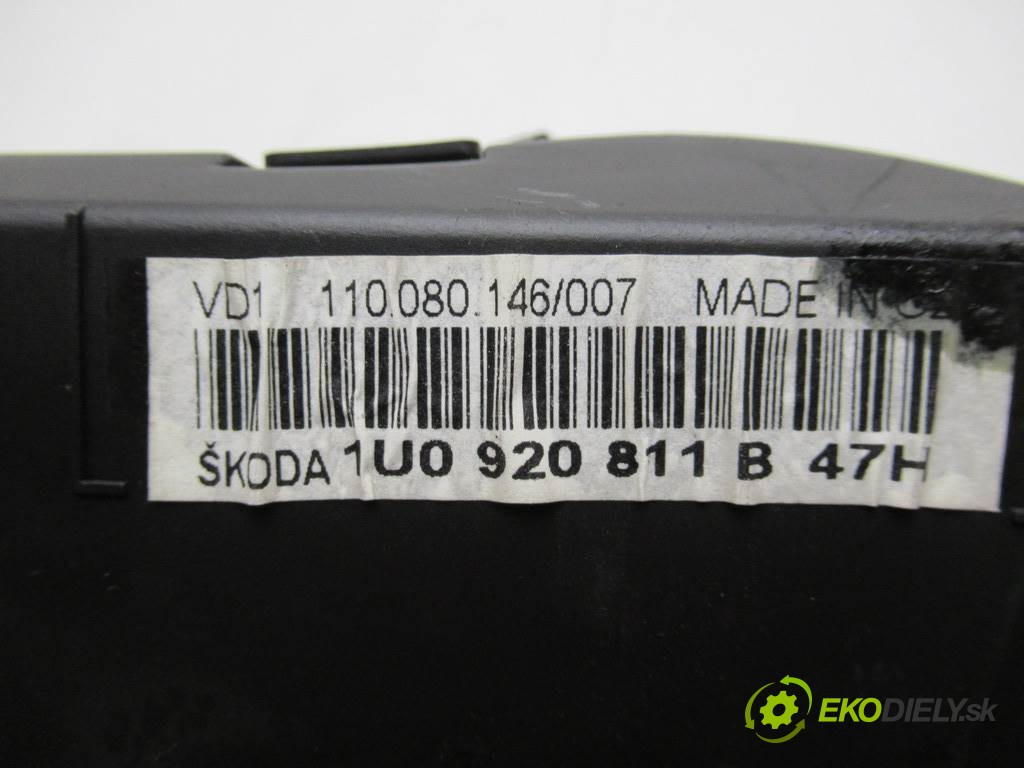 VD1 110.080.146/007 MADE IN
ŠKODA 1U0 920 811 B 47H
EKODIELY.sk